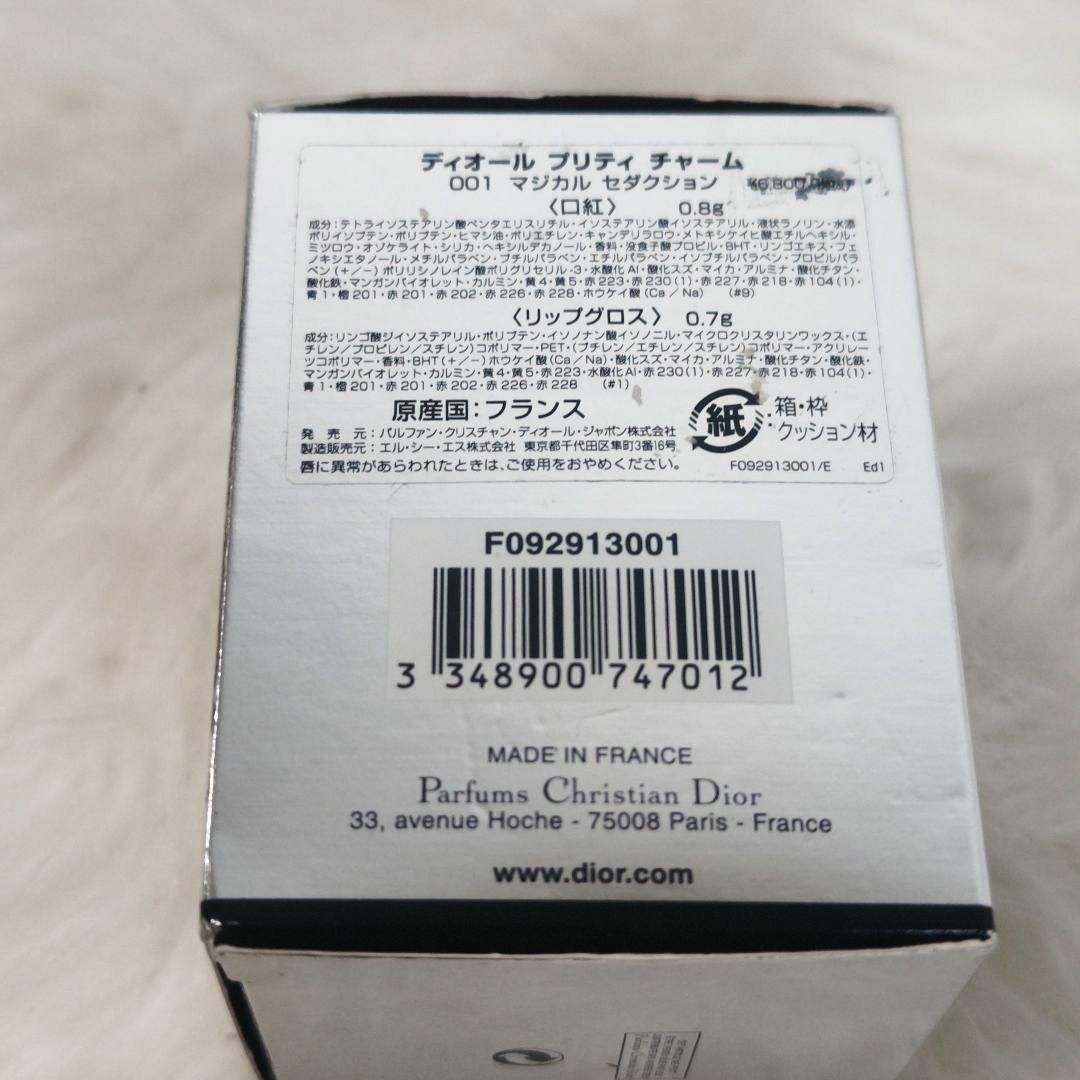 ディオール プリティ チャーム
001 マジカル セダクション
〈口紅〉 0.8g
成分:テトライソステアリン酸ペンタエリスリチル・イソステアリン酸イソステアリル・液状ラノリン・水添
ポリイソブテン・ポリブテン・ヒマシ油・ポリエチレン・キャンデリラロウ・メトキシケイヒ酸エチルヘキシル・
ミツロウ・オゾケライト・シリカ・ヘキシルデカノール・香料・没食子酸プロピル・BHT・リンゴエキス・フェ
ノキシエタノール・メチルパラベン・ブチルパラベン・エチルパラベン・イソブチルパラベン・プロピルパラ
ベン(+/−)ポリリシノレイン酸ポリグリセリル-3・水酸化Al・酸化スズ・マイカ・アルミナ・酸化チタン・
酸化鉄・マンガンバイオレット・カルミン・黄4・黄5・赤223・赤230(1)・赤227・赤218・赤104(1)・
青1・橙201・赤201・赤202・赤226・赤228・ホウケイ酸(Ca/Na) (#9)
〈リップグロス〉 0.7g
成分:リンゴ酸ジイソステアリル・ポリブテン・イソノナン酸イソノニル・マイクロクリスタリンワックス・(エ
チレン/プロピレン/スチレン)コポリマー・PET・(ブチレン/エチレン/スチレン)コポリマー・アクリレー
ツコポリマー・香料・BHT(+/−)ホウケイ酸(Ca/Na)・酸化スズ・マイカ・アルミナ・酸化チタン・酸化鉄・
マンガンバイオレット・カルミン・黄4・黄5・赤223・水酸化Al・赤230(1)・赤227・赤218・赤104(1)・
青1・橙201・赤201・赤202・赤226・赤228 (#1)
原産国:フランス
紙
箱・枠
クッション材
発売元:パルファン・クリスチャン・ディオール・ジャポン株式会社
製造販売元:エル・シー・エス株式会社 東京都千代田区隼町3番16号
唇に異常があらわれたときは、ご使用をおやめください。
F092913001/E Ed1
F092913001
3 348900 747012
MADE IN FRANCE
Parfums Christian Dior
33, avenue Hoche - 75008 Paris - France
www.dior.com